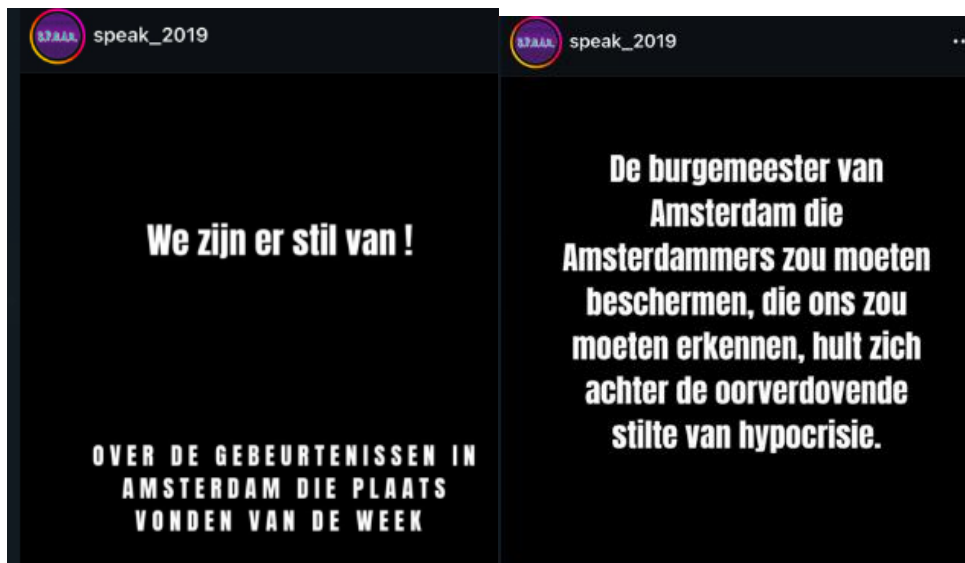 S.P.E.A.K.
speak_2019
We zijn er stil van !
OVER DE GEBEURTENISSEN IN
AMSTERDAM DIE PLAATS
VONDEN VAN DE WEEK
S.P.E.A.K.
speak_2019
De burgemeester van
Amsterdam die
Amsterdammers zou moeten
beschermen, die ons zou
moeten erkennen, hult zich
achter de oorverdovende
stilte van hypocrisie.